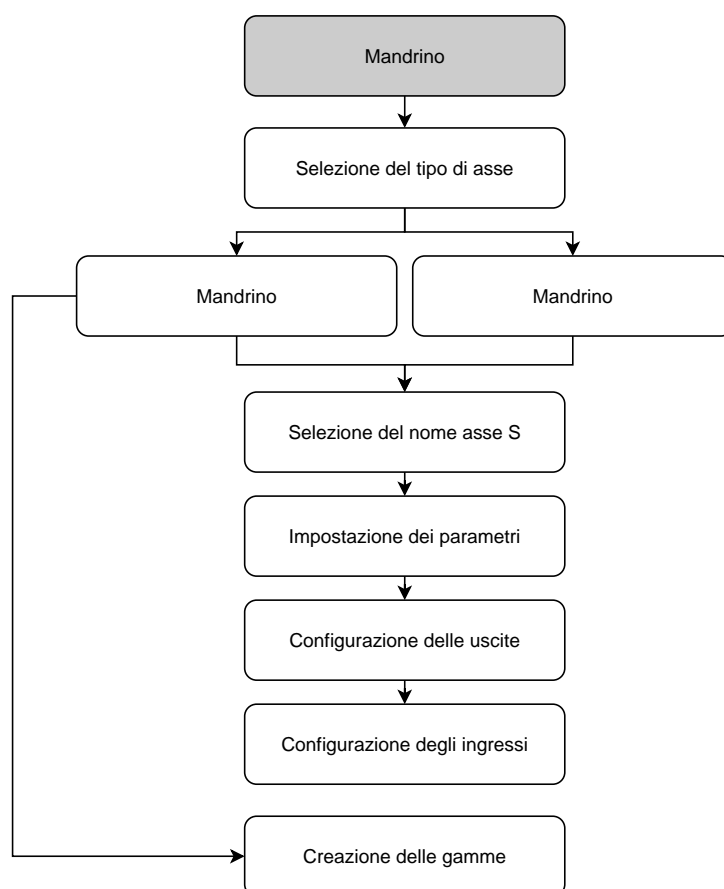 Mandrino
Selezione del tipo di asse
Mandrino
Mandrino
Selezione del nome asse S
Impostazione dei parametri
Configurazione delle uscite
Configurazione degli ingressi
Creazione delle gamme